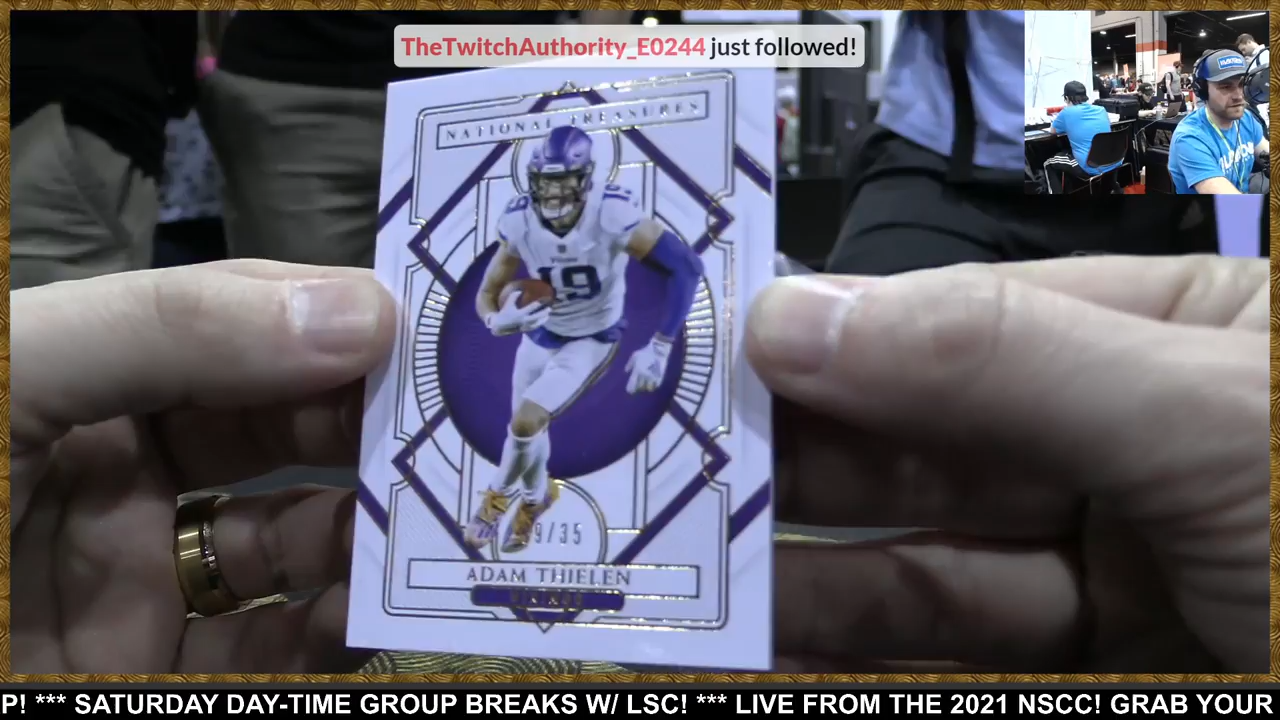 TheTwitchAuthority_E0244 just followed!
NATIONAL TREASURES
19
19
9/35
ADAM THIELEN
P! *** SATURDAY DAY-TIME GROUP BREAKS W/ LSC! *** LIVE FROM THE 2021 NSCC! GRAB YOUR